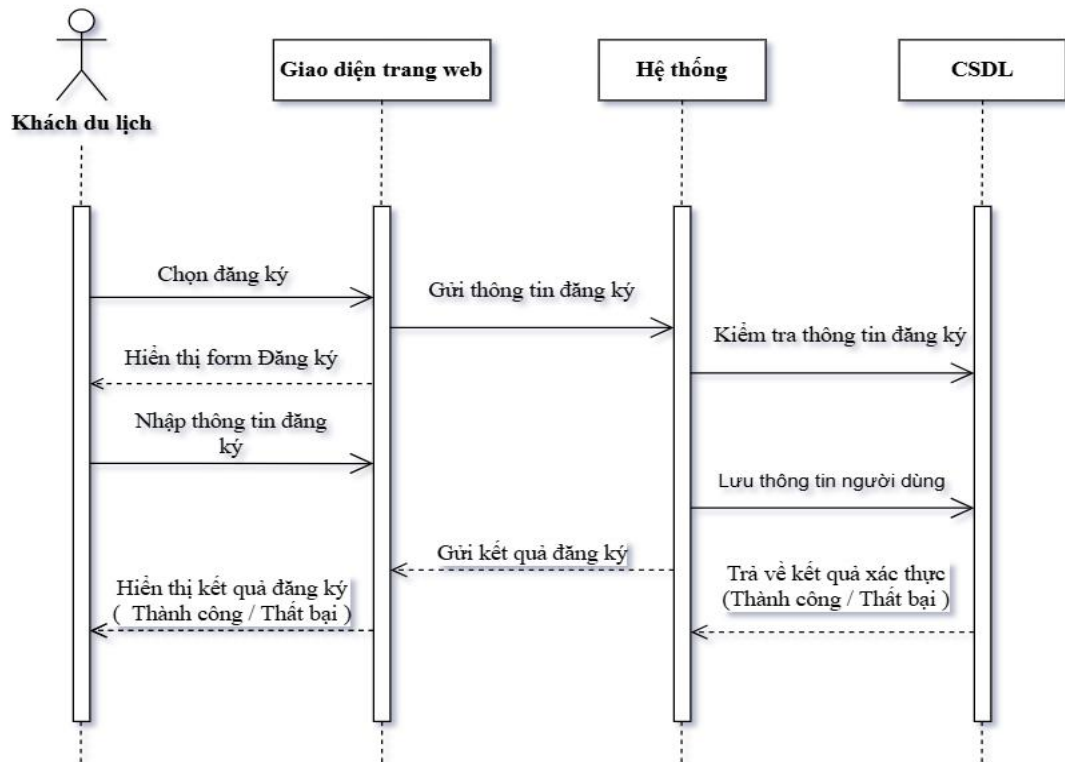 Khách du lịch
Giao diện trang web
Hệ thống
CSDL
Chọn đăng ký
Gửi thông tin đăng ký
Kiểm tra thông tin đăng ký
Hiển thị form Đăng ký
Nhập thông tin đăng
ký
Lưu thông tin người dùng
Gửi kết quả đăng ký
Trả về kết quả xác thực
(Thành công / Thất bại )
Hiển thị kết quả đăng ký
( Thành công / Thất bại )